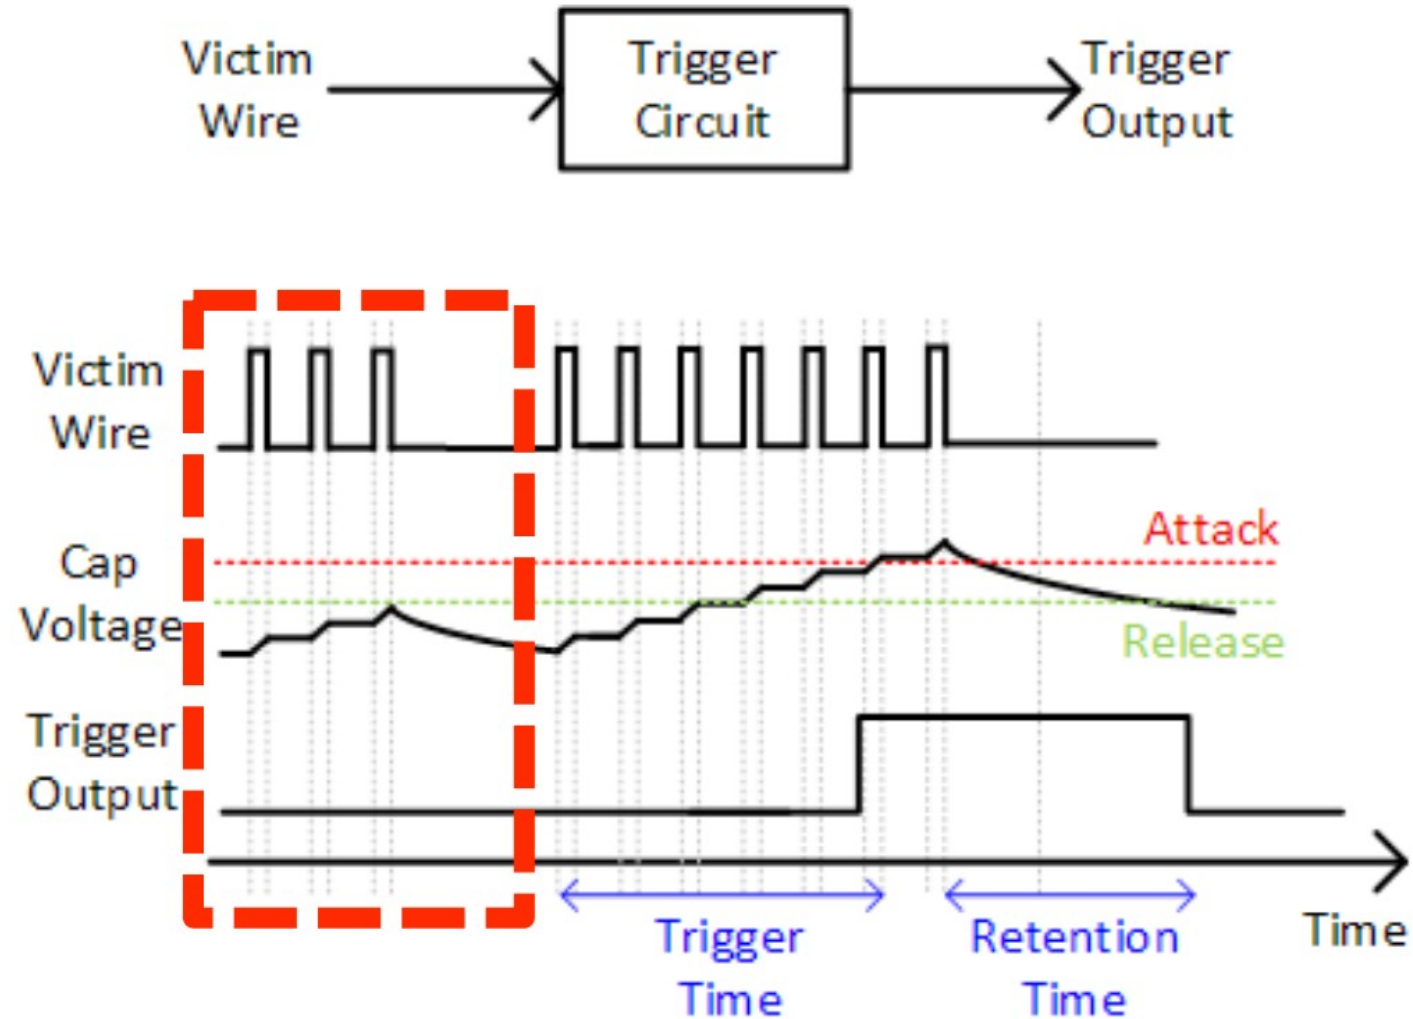 Victim
Wire
Trigger
Circuit
Trigger
Output
Victim
Wire
Cap
Voltage
Attack
Release
Trigger
Output
Trigger
Time
Retention
Time
Time